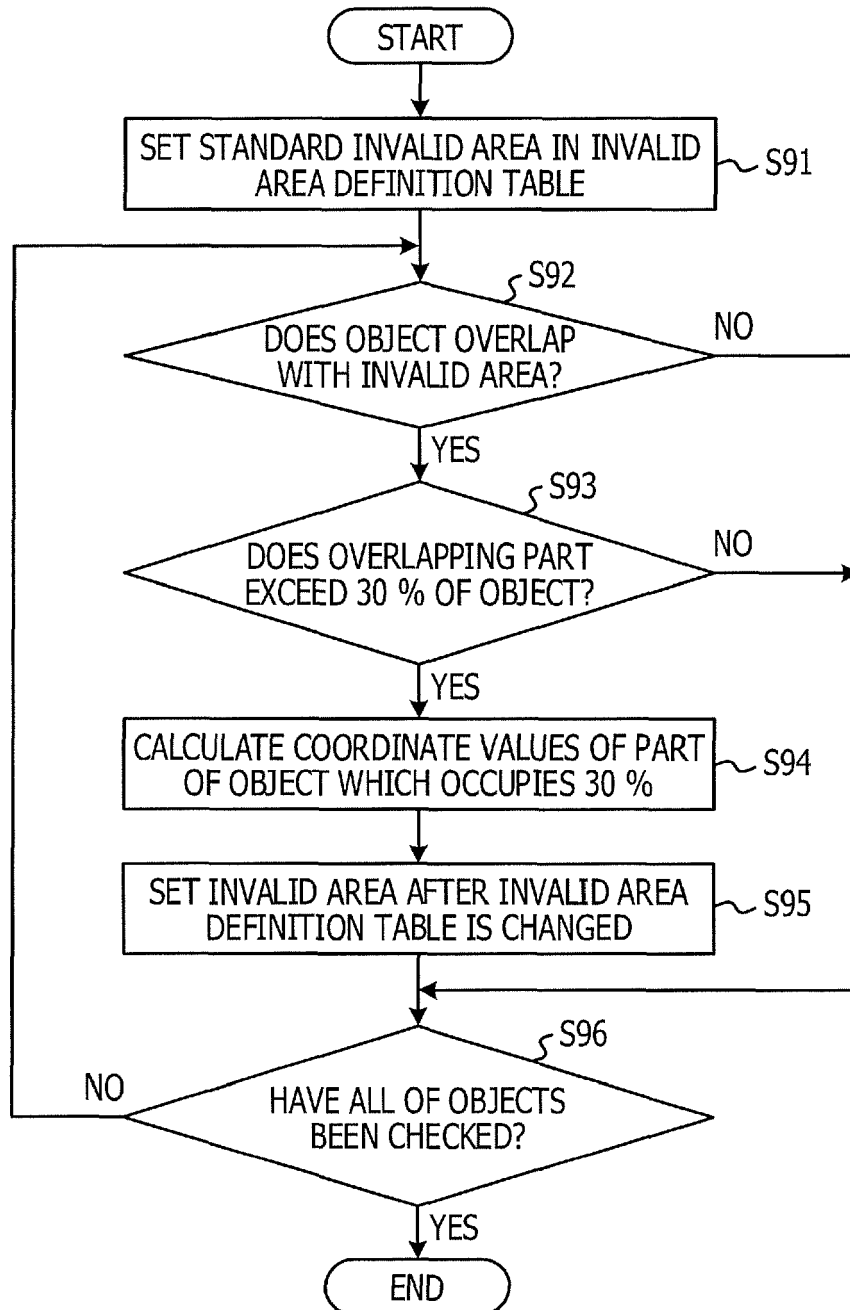 START
SET STANDARD INVALID AREA IN INVALID
AREA DEFINITION TABLE
S91
S92
DOES OBJECT OVERLAP
WITH INVALID AREA?
NO
YES
S93
DOES OVERLAPPING PART
EXCEED 30 % OF OBJECT?
NO
YES
CALCULATE COORDINATE VALUES OF PART
OF OBJECT WHICH OCCUPIES 30 %
S94
SET INVALID AREA AFTER INVALID AREA
DEFINITION TABLE IS CHANGED
S95
S96
NO
HAVE ALL OF OBJECTS
BEEN CHECKED?
YES
END